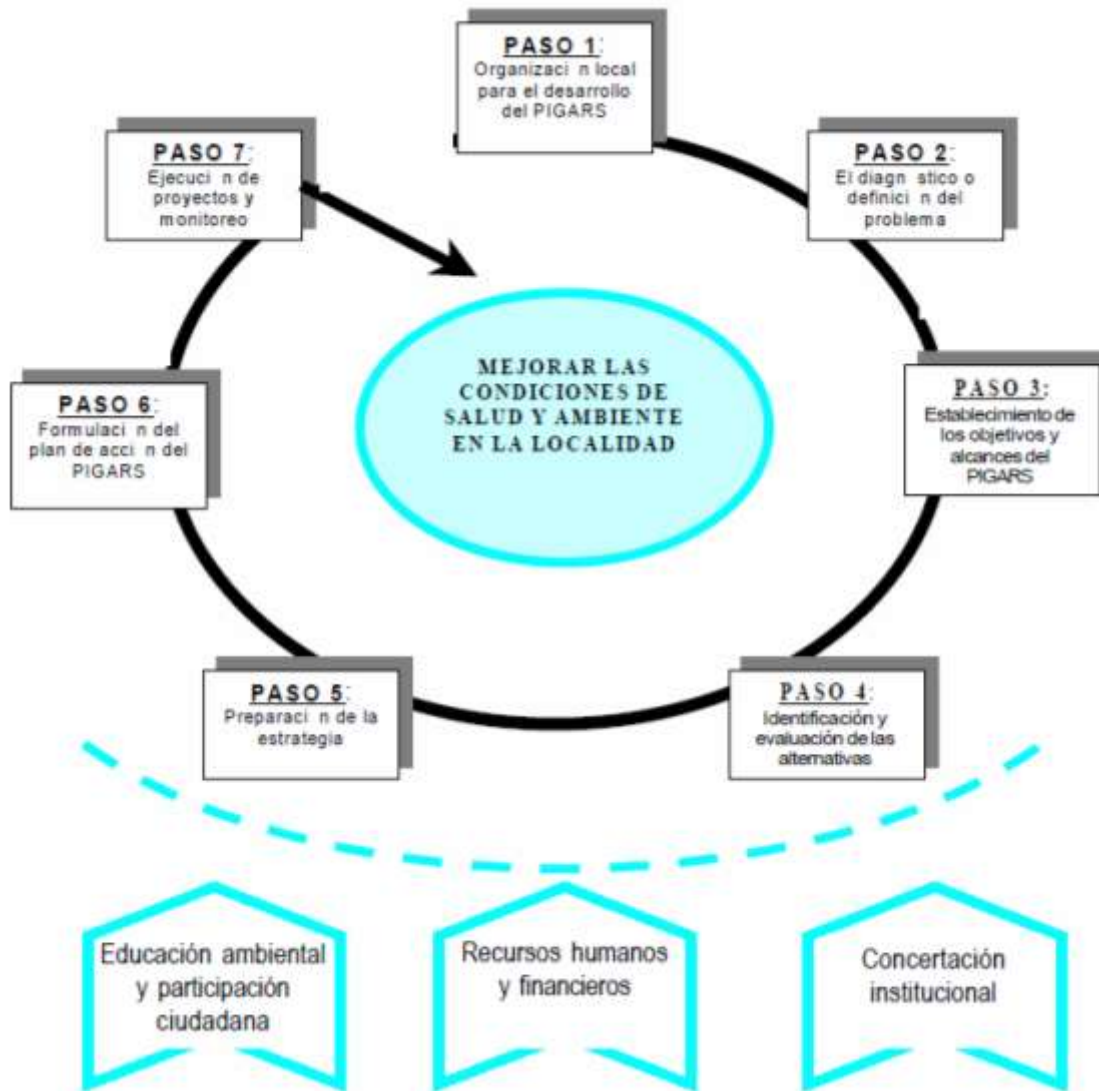 PASO 1:
Organizaci n local
para el desarrollo
del PIGARS
PASO 2:
El diagn stico o
definici n del
problema
PASO 3:
Establecimiento de
los objetivos y
alcances del
PIGARS
PASO 4:
Identificación y
evaluación de las
alternativas
PASO 5:
Preparaci n de la
estrategia
PASO 6:
Formulaci n del
plan de acci n del
PIGARS
PASO 7:
Ejecuci n de
proyectos y
monitoreo
MEJORAR LAS
CONDICIONES DE
SALUD Y AMBIENTE
EN LA LOCALIDAD
Educación ambiental
y participación
ciudadana
Recursos humanos
y financieros
Concertación
institucional